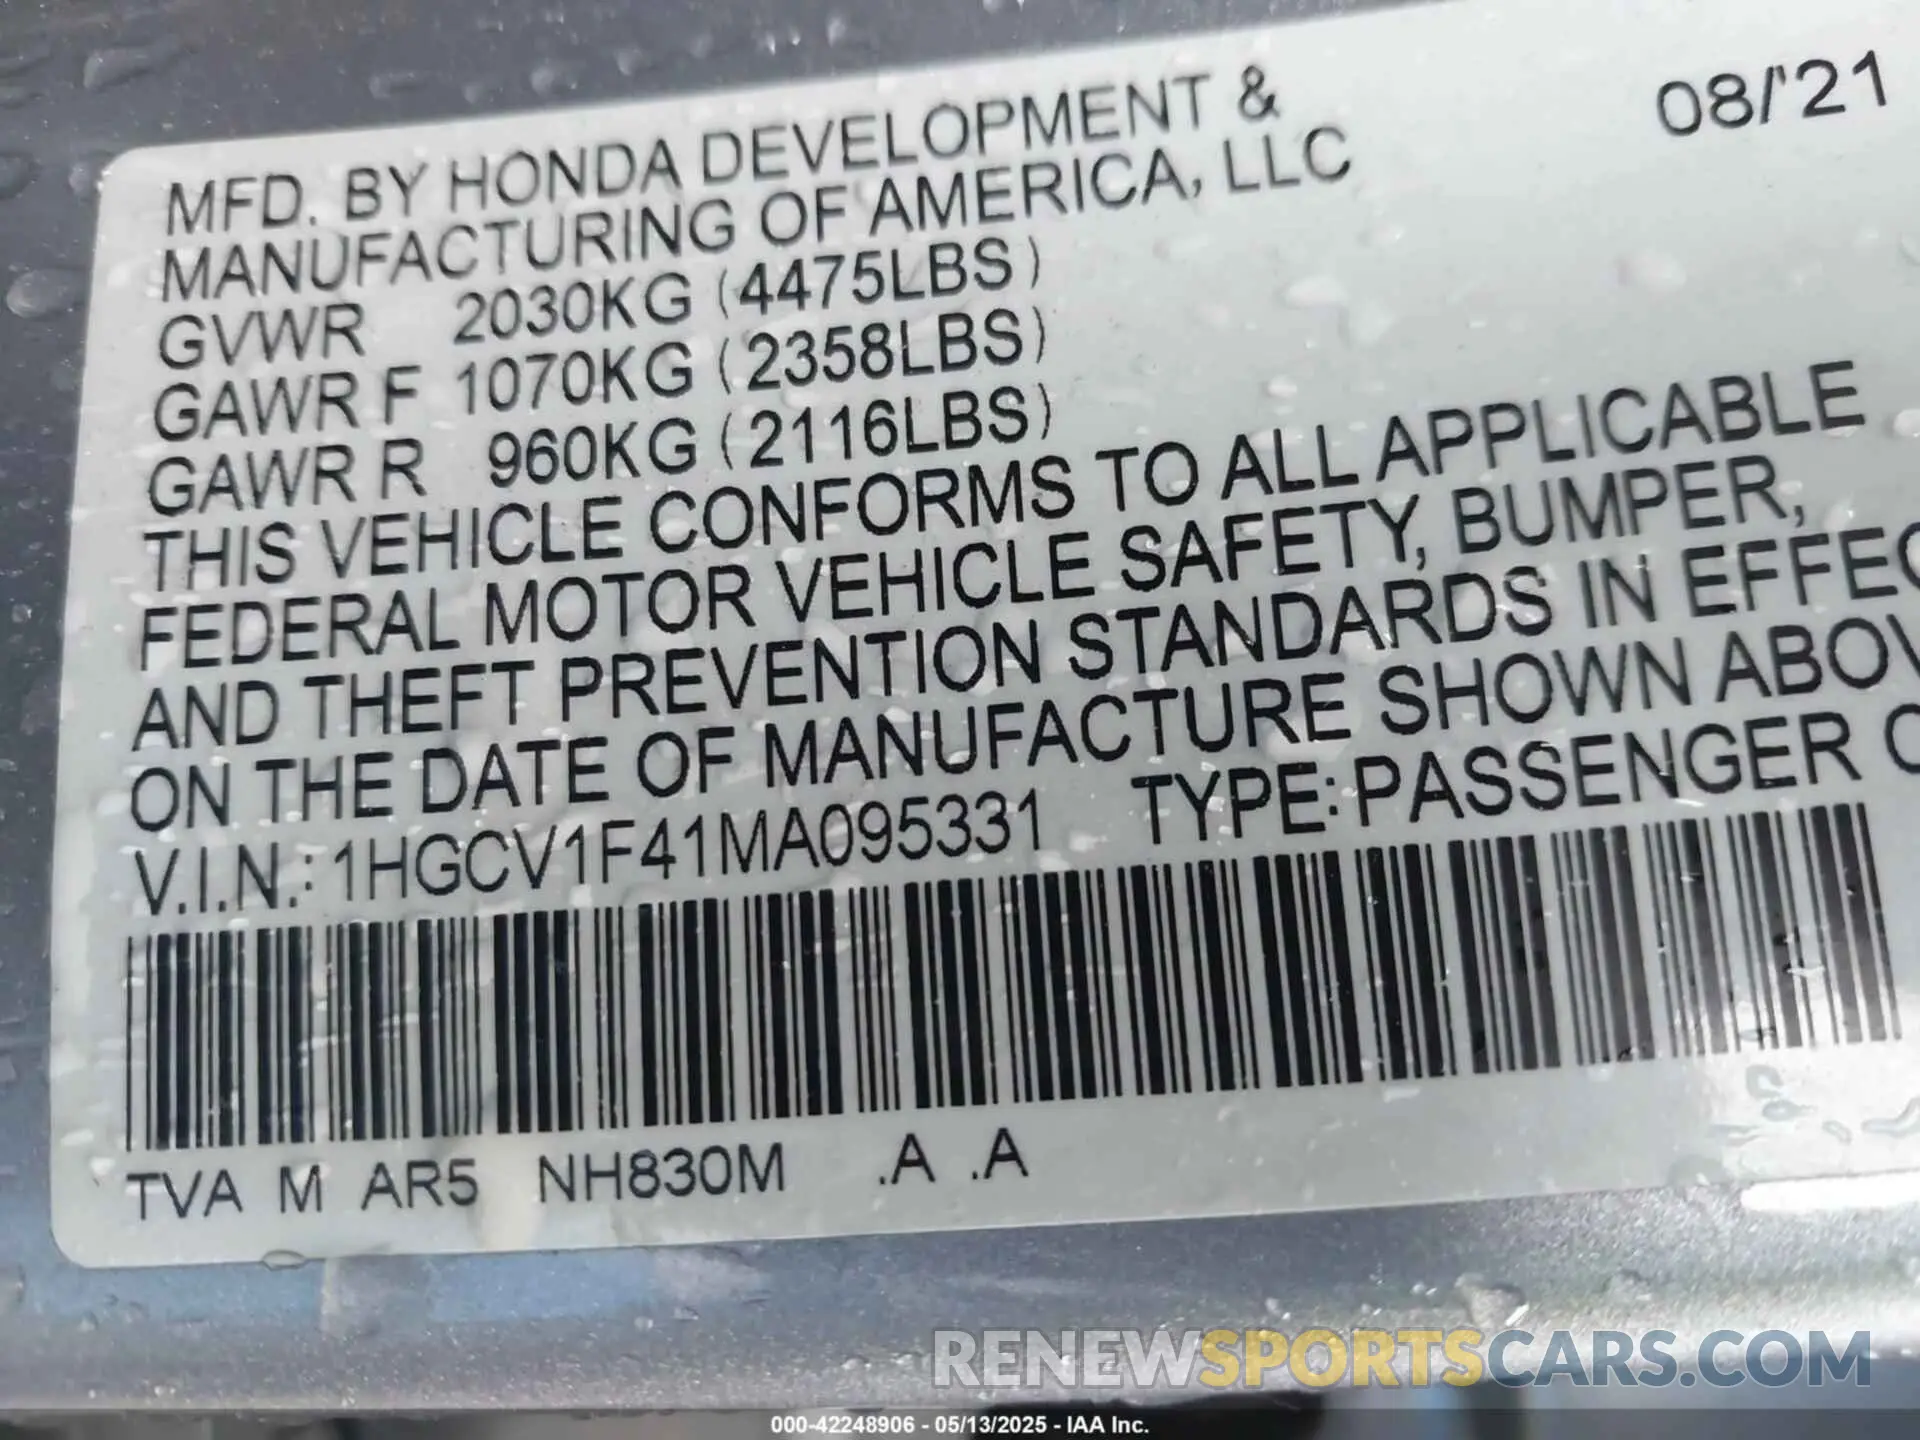 08/'21
MFD. BY HONDA DEVELOPMENT &
MANUFACTURING OF AMERICA, LLC
GVWR 2030KG (4475LBS)
GAWR F 1070KG (2358LBS)
GAWR R 960KG (2116LBS)
THIS VEHICLE CONFORMS TO ALL APPLICABLE
FEDERAL MOTOR VEHICLE SAFETY, BUMPER,
AND THEFT PREVENTION STANDARDS IN EFFEC
ON THE DATE OF MANUFACTURE SHOWN ABOV
V.I.N.: 1HGCV1F41MA095331 TYPE: PASSENGER C
TVA M AR5 NH830M .A .A
RENEWSPORTSCARS.COM
000-42248906 - 05/13/2025 - IAA Inc.